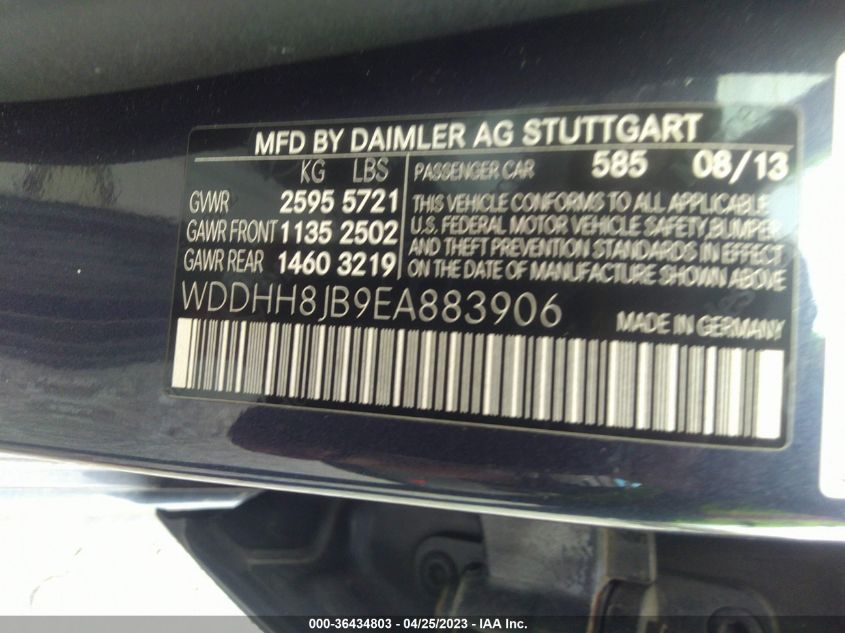 MFD BY DAIMLER AG STUTTGART
KG LBS
GVWR 2595 5721
GAWR FRONT 1135 2502
GAWR REAR 1460 3219
PASSENGER CAR 585 08/13
THIS VEHICLE CONFORMS TO ALL APPLICABLE
U.S. FEDERAL MOTOR VEHICLE SAFETY,BUMPER
AND THEFT PREVENTION STANDARDS IN EFFECT
ON THE DATE OF MANUFACTURE SHOWN ABOVE
WDDHH8JB9EA883906
MADE IN GERMANY
000-36434803 - 04/25/2023 - IAA Inc.